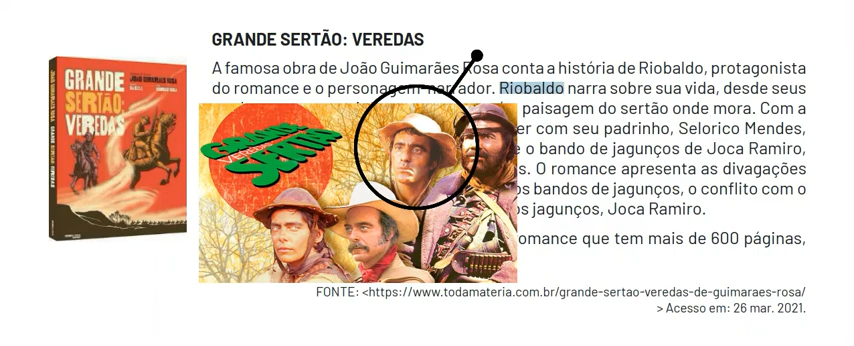 GRANDE SERTÃO: VEREDAS
A famosa obra de João Guimarães Rosa conta a história de Riobaldo, protagonista
do romance e o personagem-narrador. Riobaldo narra sobre sua vida, desde seus
paisagem do sertão onde mora. Com a
er com seu padrinho, Selorico Mendes,
e o bando de jagunços de Joca Ramiro,
s. O romance apresenta as divagações
os bandos de jagunços, o conflito com o
os jagunços, Joca Ramiro.
omance que tem mais de 600 páginas,
FONTE: <https://www.todamateria.com.br/grande-sertao-veredas-de-guimaraes-rosa/
> Acesso em: 26 mar. 2021.
GRANDE
SERTÃO:
VEREDAS
GRANDE
SERTÃO